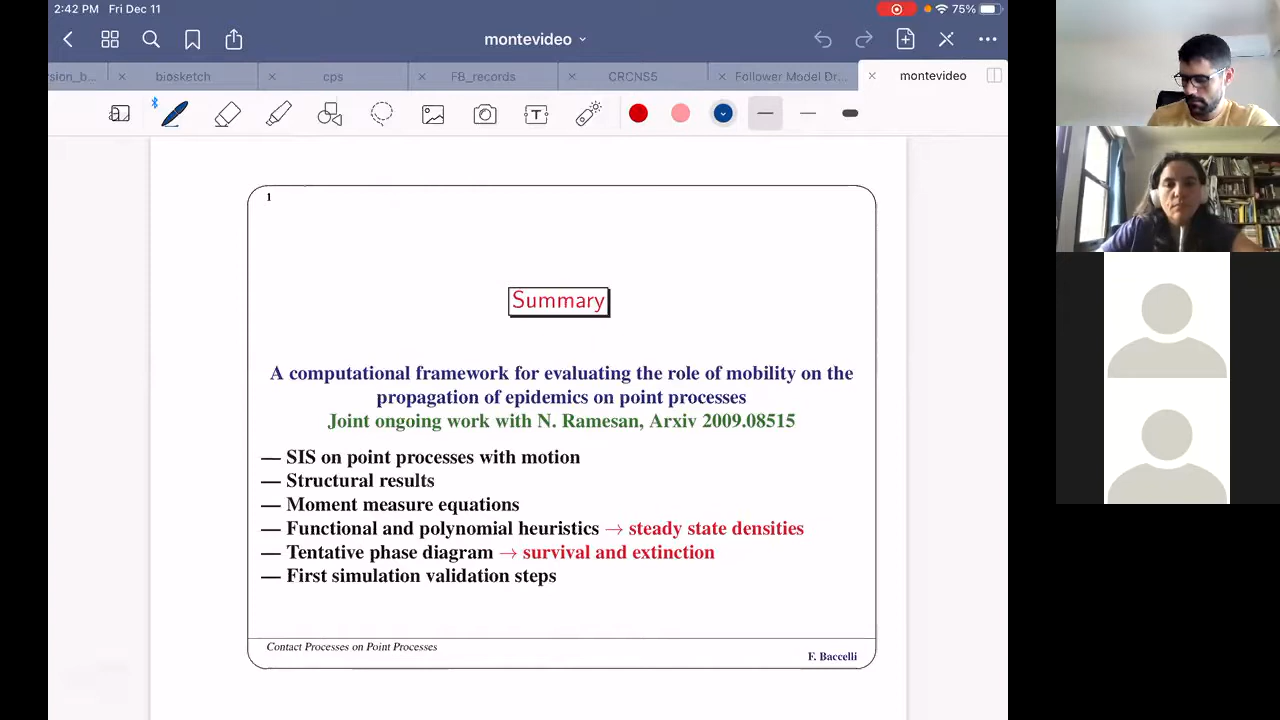 2:42 PM Fri Dec 11
75%
montevideo
rsion_b...
biosketch
cps
FB_records
CRCNS5
Follower Model Dr...
montevideo
T
1
Summary
A computational framework for evaluating the role of mobility on the
propagation of epidemics on point processes
Joint ongoing work with N. Ramesan, Arxiv 2009.08515
— SIS on point processes with motion
— Structural results
— Moment measure equations
— Functional and polynomial heuristics → steady state densities
— Tentative phase diagram → survival and extinction
— First simulation validation steps
Contact Processes on Point Processes
F. Baccelli